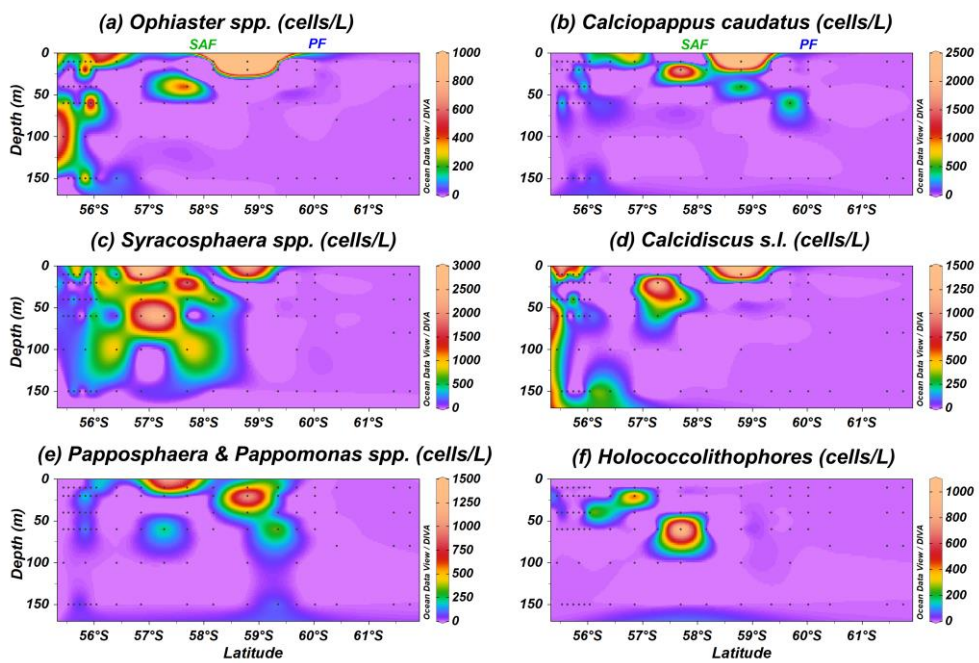 (a) Ophiaster spp. (cells/L)
(b) Calciopappus caudatus (cells/L)
SAF PF
SAF PF
Depth (m)
0
50
100
150
56°S 57°S 58°S 59°S 60°S 61°S
1000
800
600
400
200
0
Ocean Data View / DIVA
0
50
100
150
56°S 57°S 58°S 59°S 60°S 61°S
2500
2000
1500
1000
500
0
Ocean Data View / DIVA
(c) Syracosphaera spp. (cells/L)
(d) Calcidiscus s.l. (cells/L)
Depth (m)
0
50
100
150
56°S 57°S 58°S 59°S 60°S 61°S
3000
2500
2000
1500
1000
500
0
Ocean Data View / DIVA
0
50
100
150
56°S 57°S 58°S 59°S 60°S 61°S
1500
1250
1000
750
500
250
0
Ocean Data View / DIVA
(e) Papposphaera & Pappomonas spp. (cells/L)
(f) Holococcolithophores (cells/L)
Depth (m)
0
50
100
150
56°S 57°S 58°S 59°S 60°S 61°S
Latitude
1500
1250
1000
750
500
250
0
Ocean Data View / DIVA
0
50
100
150
56°S 57°S 58°S 59°S 60°S 61°S
Latitude
1000
800
600
400
200
0
Ocean Data View / DIVA